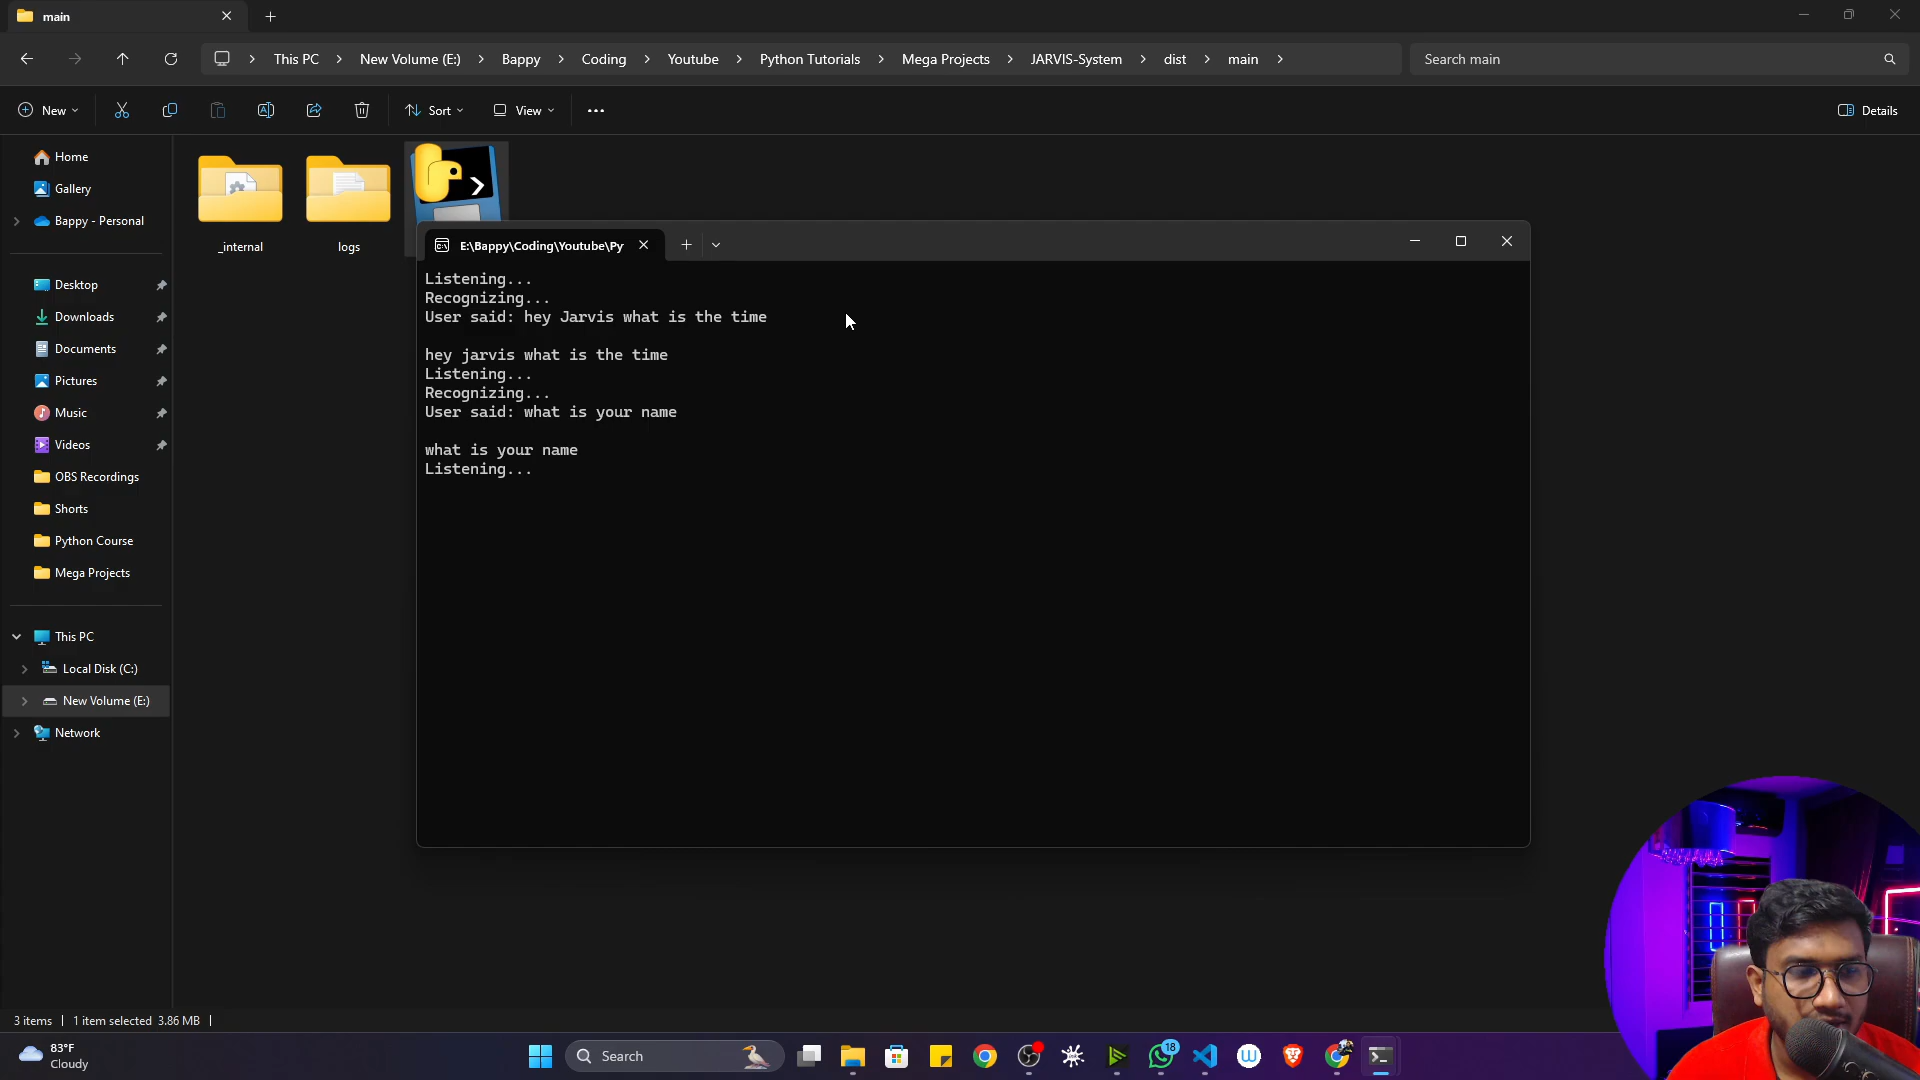 main
This PC
New Volume (E:)
Bappy
Coding
Youtube
Python Tutorials
Mega Projects
JARVIS-System
dist
main
Search main
New
Sort
View
Details
Home
Gallery
Bappy - Personal
Desktop
Downloads
Documents
Pictures
Music
Videos
OBS Recordings
Shorts
Python Course
Mega Projects
This PC
Local Disk (C:)
New Volume (E:)
Network
_internal
logs
E:\Bappy\Coding\Youtube\Py
Listening...
Recognizing...
User said: hey Jarvis what is the time
hey jarvis what is the time
Listening...
Recognizing...
User said: what is your name
what is your name
Listening...
3 items
1 item selected 3.86 MB
83°F
Cloudy
Search
18